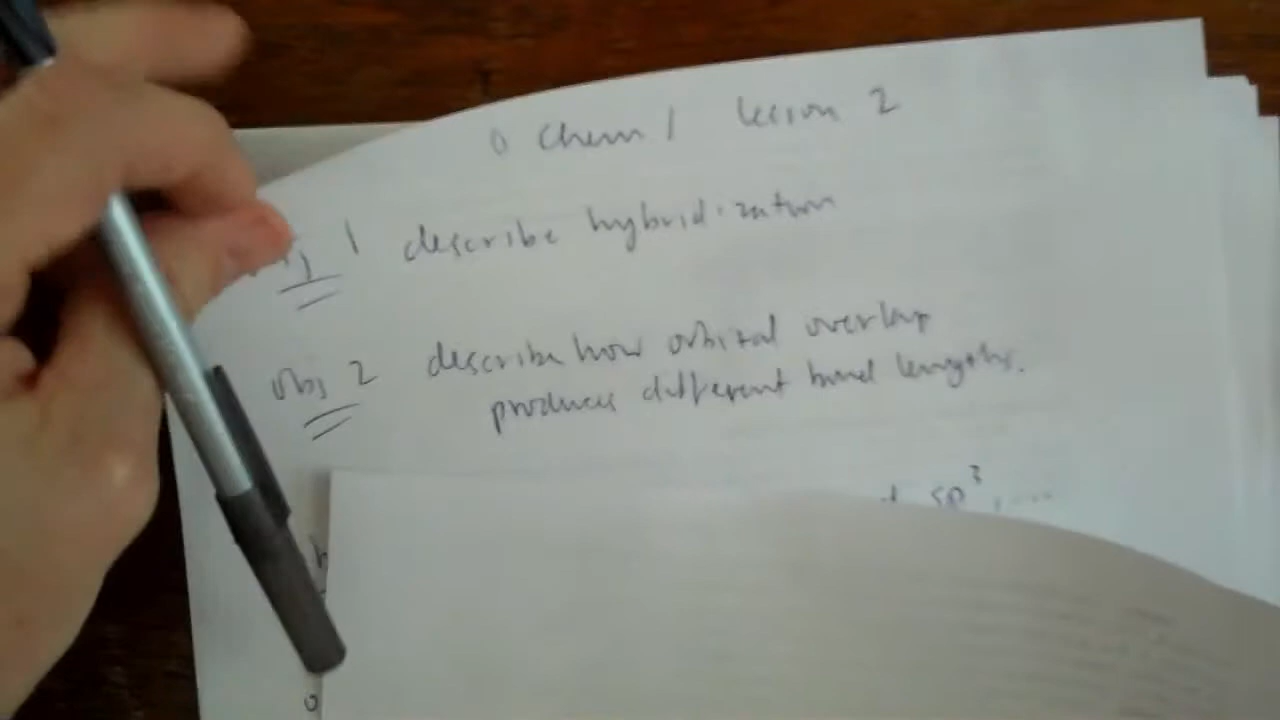 O Chem 1 lesson 2
obj 1 describe hybridization
obj 2 describe how orbital overlap
produces different bond lengths.
sp³, ....